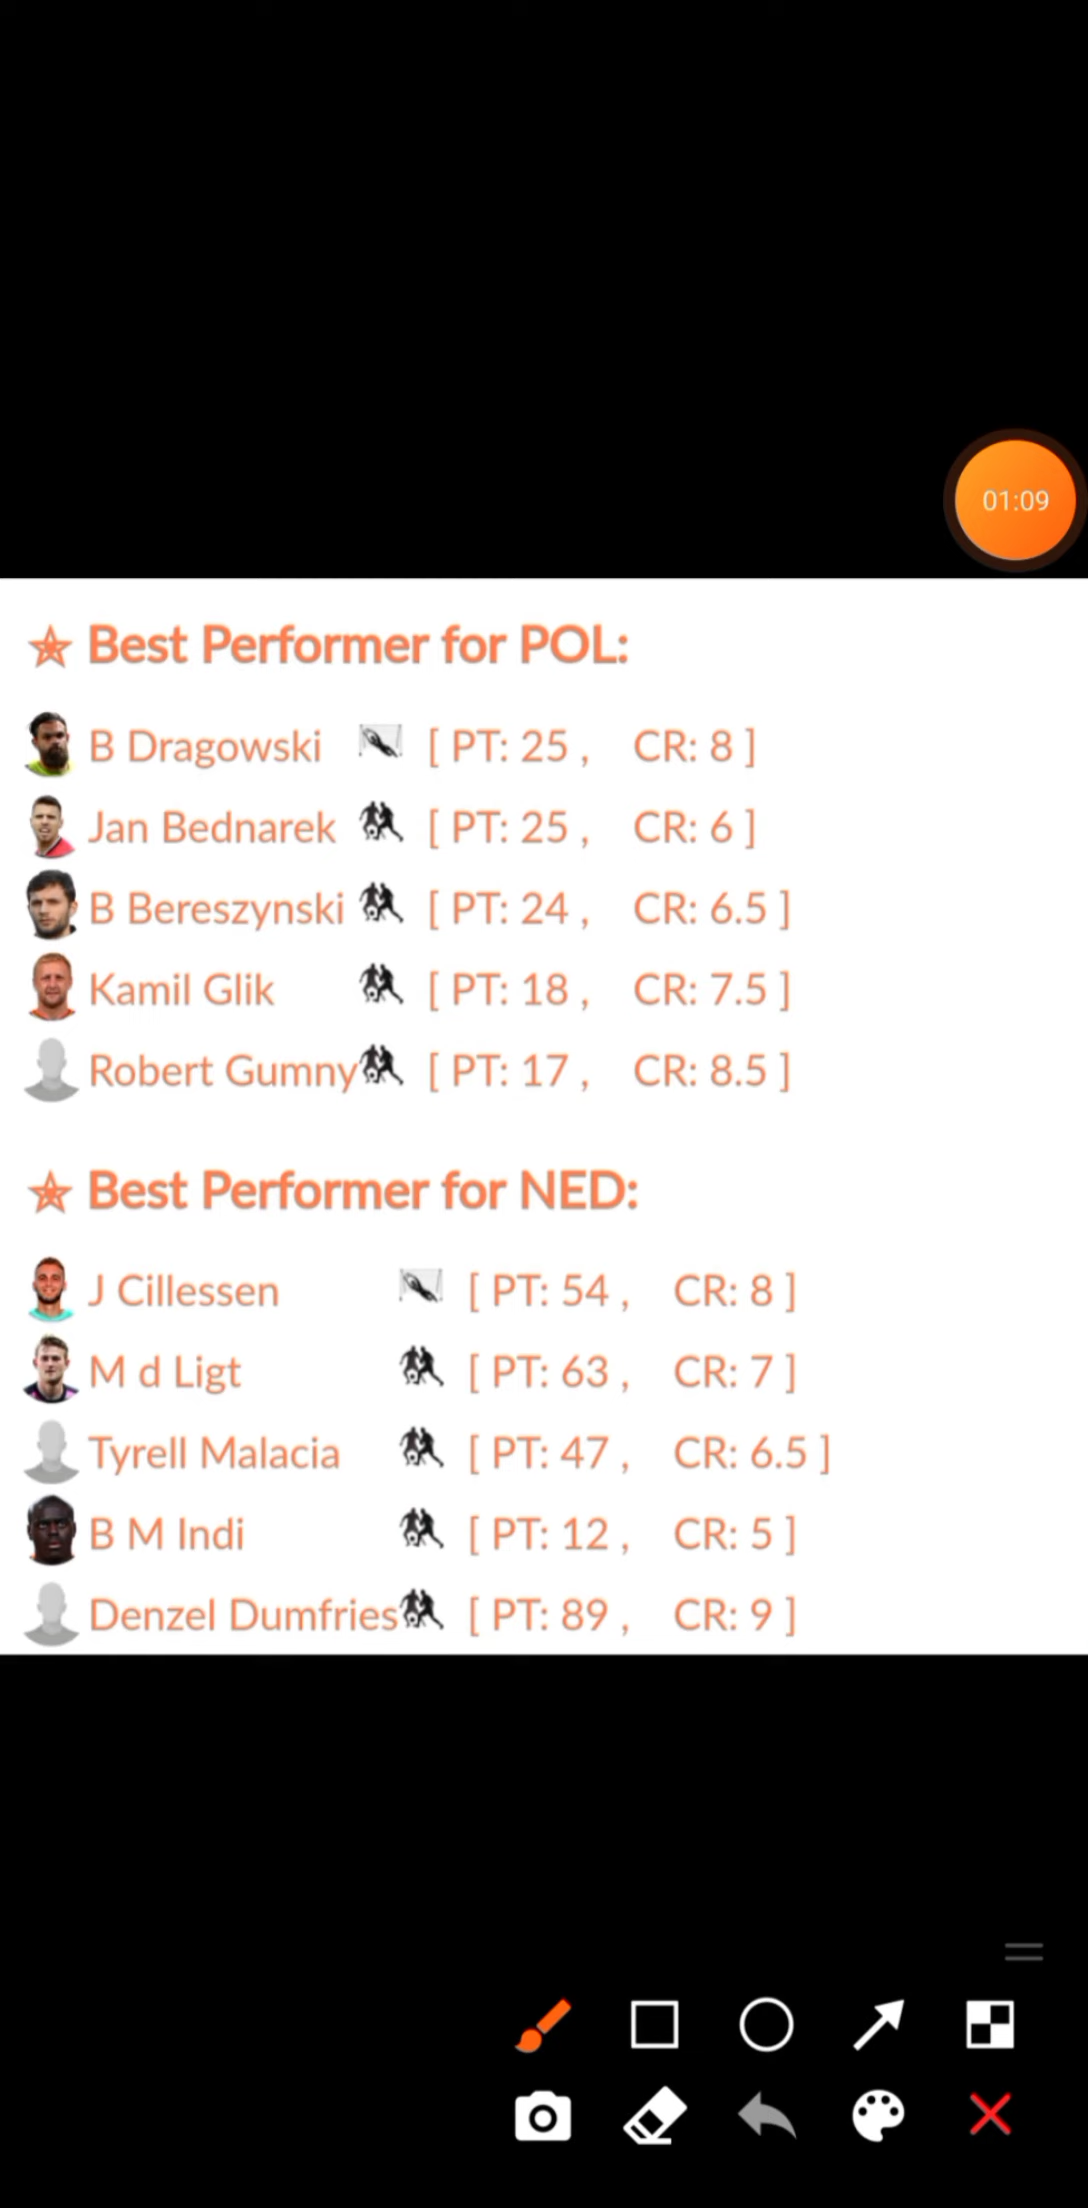 01:09
Best Performer for POL:
B Dragowski [ PT: 25 , CR: 8 ]
Jan Bednarek [ PT: 25 , CR: 6 ]
B Bereszynski [ PT: 24 , CR: 6.5 ]
Kamil Glik [ PT: 18 , CR: 7.5 ]
Robert Gumny [ PT: 17 , CR: 8.5 ]
Best Performer for NED:
J Cillessen [ PT: 54 , CR: 8 ]
M d Ligt [ PT: 63 , CR: 7 ]
Tyrell Malacia [ PT: 47 , CR: 6.5 ]
B M Indi [ PT: 12 , CR: 5 ]
Denzel Dumfries [ PT: 89 , CR: 9 ]